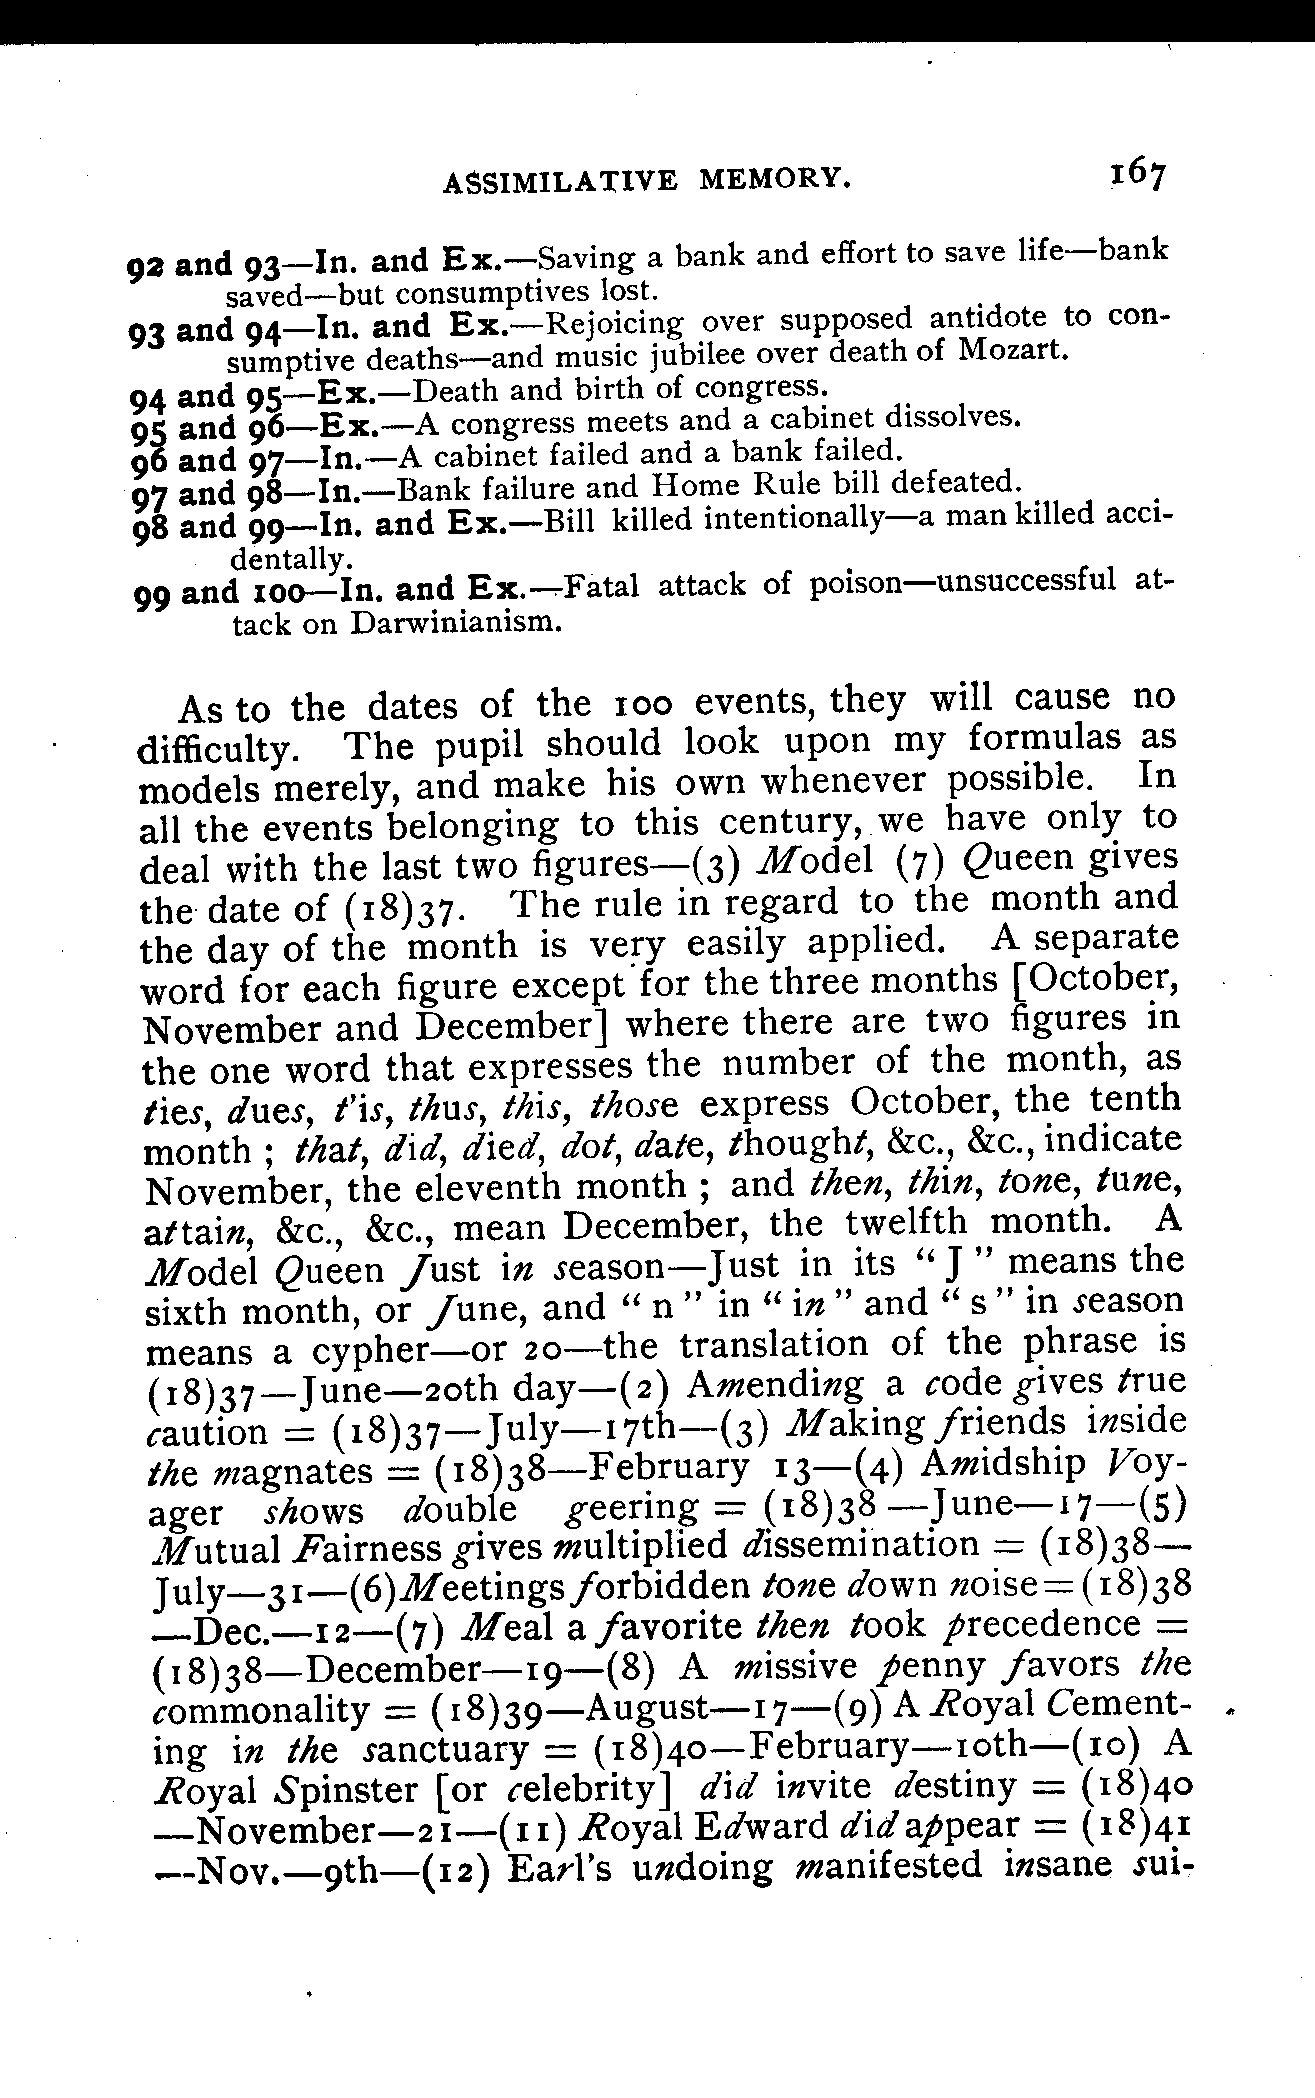 ASSIMILATIVE MEMORY. 167
92 and 93—In. and Ex.—Saving a bank and effort to save life—bank
saved—but consumptives lost.
93 and 94—In. and Ex.—Rejoicing over supposed antidote to con-
sumptive deaths—and music jubilee over death of Mozart.
94 and 95—Ex.—Death and birth of congress.
95 and 96—Ex.—A congress meets and a cabinet dissolves.
96 and 97—In.—A cabinet failed and a bank failed.
97 and 98—In.—Bank failure and Home Rule bill defeated.
98 and 99—In. and Ex.—Bill killed intentionally—a man killed acci-
dentally.
99 and 100—In. and Ex.—Fatal attack of poison—unsuccessful at-
tack on Darwinianism.
As to the dates of the 100 events, they will cause no
difficulty. The pupil should look upon my formulas as
models merely, and make his own whenever possible. In
all the events belonging to this century, we have only to
deal with the last two figures—(3) Model (7) Queen gives
the date of (18)37. The rule in regard to the month and
the day of the month is very easily applied. A separate
word for each figure except for the three months [October,
November and December] where there are two figures in
the one word that expresses the number of the month, as
ties, dues, t'is, thus, this, those express October, the tenth
month ; that, did, died, dot, date, thought, &c., &c., indicate
November, the eleventh month ; and then, thin, tone, tune,
attain, &c., &c., mean December, the twelfth month. A
Model Queen Just in season—Just in its “ J ” means the
sixth month, or June, and “ n ” in “ in ” and “ s ” in season
means a cypher—or 20—the translation of the phrase is
(18)37—June—20th day—(2) Amending a code gives true
caution = (18)37—July—17th—(3) Making friends inside
the magnates = (18)38—February 13—(4) Amidship Voy-
ager shows double geering = (18)38—June—17—(5)
Mutual Fairness gives multiplied dissemination = (18)38—
July—31—(6) Meetings forbidden tone down noise=(18)38
—Dec.—12—(7) Meal a favorite then took precedence =
(18)38—December—19—(8) A missive penny favors the
commonality = (18)39—August—17—(9) A Royal Cement-
ing in the sanctuary = (18)40—February—10th—(10) A
Royal Spinster [or celebrity] did invite destiny = (18)40
—November—21—(11) Royal Edward did appear = (18)41
—Nov.—9th—(12) Earl's undoing manifested insane sui-